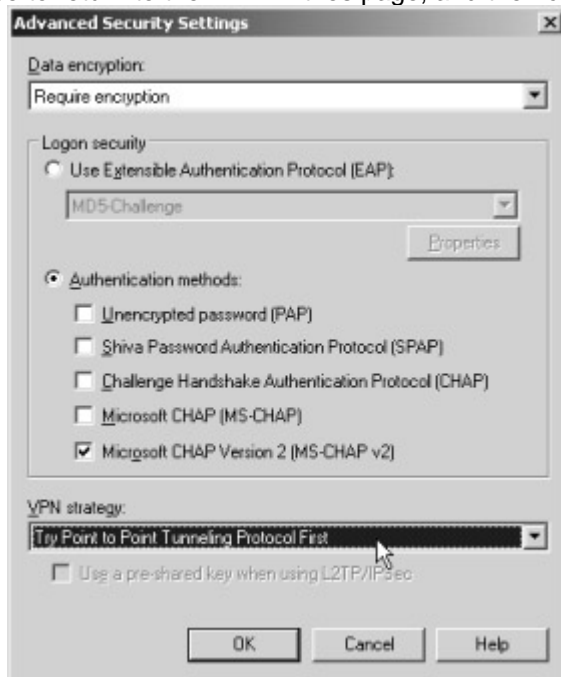 Advanced Security Settings
Data encryption:
Require encryption
Logon security
Use Extensible Authentication Protocol (EAP):
MD5-Challenge
Properties
Authentication methods:
Unencrypted password (PAP)
Shiva Password Authentication Protocol (SPAP)
Challenge Handshake Authentication Protocol (CHAP)
Microsoft CHAP (MS-CHAP)
Microsoft CHAP Version 2 (MS-CHAP v2)
VPN strategy:
Try Point to Point Tunneling Protocol First
Use a pre-shared key when using L2TP/IPSec
OK Cancel Help